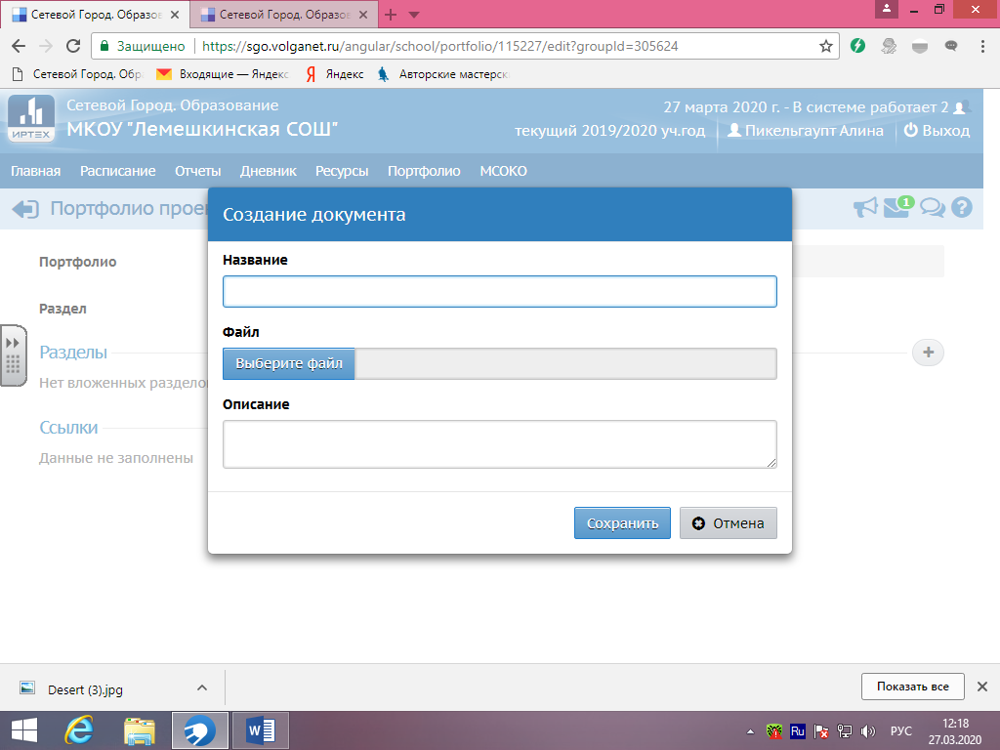 Сетевой Город. Образов
Сетевой Город. Образо
Защищено
https://sgo.volganet.ru/angular/school/portfolio/115227/edit?groupId=305624
Сетевой Город. Обр
Входящие — Яндекс
Яндекс
Авторские мастерск
Сетевой Город. Образование
МКОУ "Лемешкинская СОШ"
ИРТЕХ
27 марта 2020 г. - В системе работает 2
текущий 2019/2020 уч.год
Пикельгаупт Алина
Выход
Главная Расписание Отчеты Дневник Ресурсы Портфолио МСОКО
Портфолио прое
1
Создание документа
Название
Портфолио
Раздел
Файл
Выберите файл
Разделы
Нет вложенных разделов
Описание
Ссылки
Данные не заполнены
Сохранить
Отмена
Desert (3).jpg
Показать все
Ru
РУС
12:18
27.03.2020